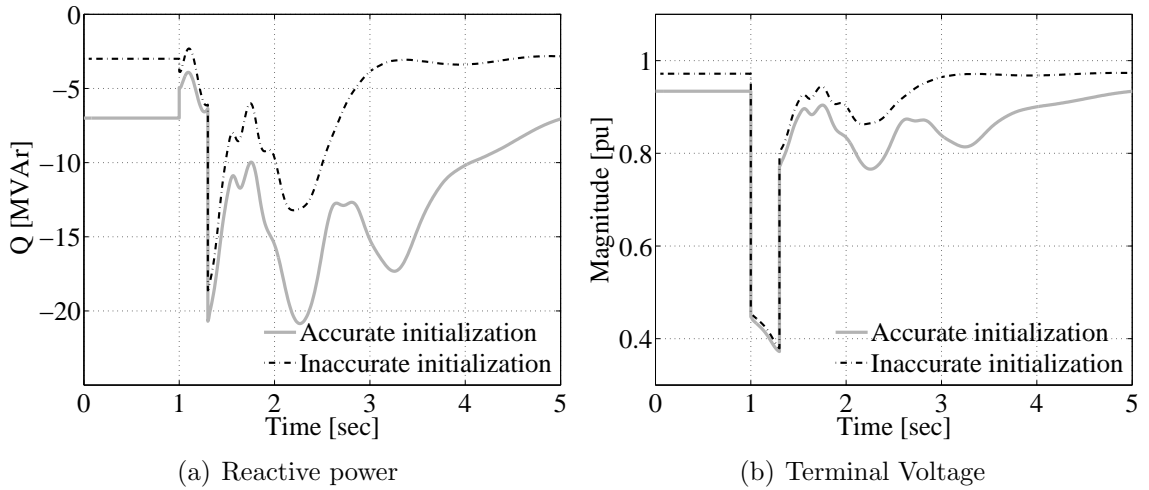 0
−5
−10
−15
−20
Q [MVAr]
Accurate initialization
Inaccurate initialization
0 1 2 3 4 5
Time [sec]
(a) Reactive power
1
0.8
0.6
0.4
Magnitude [pu]
Accurate initialization
Inaccurate initialization
0 1 2 3 4 5
Time [sec]
(b) Terminal Voltage